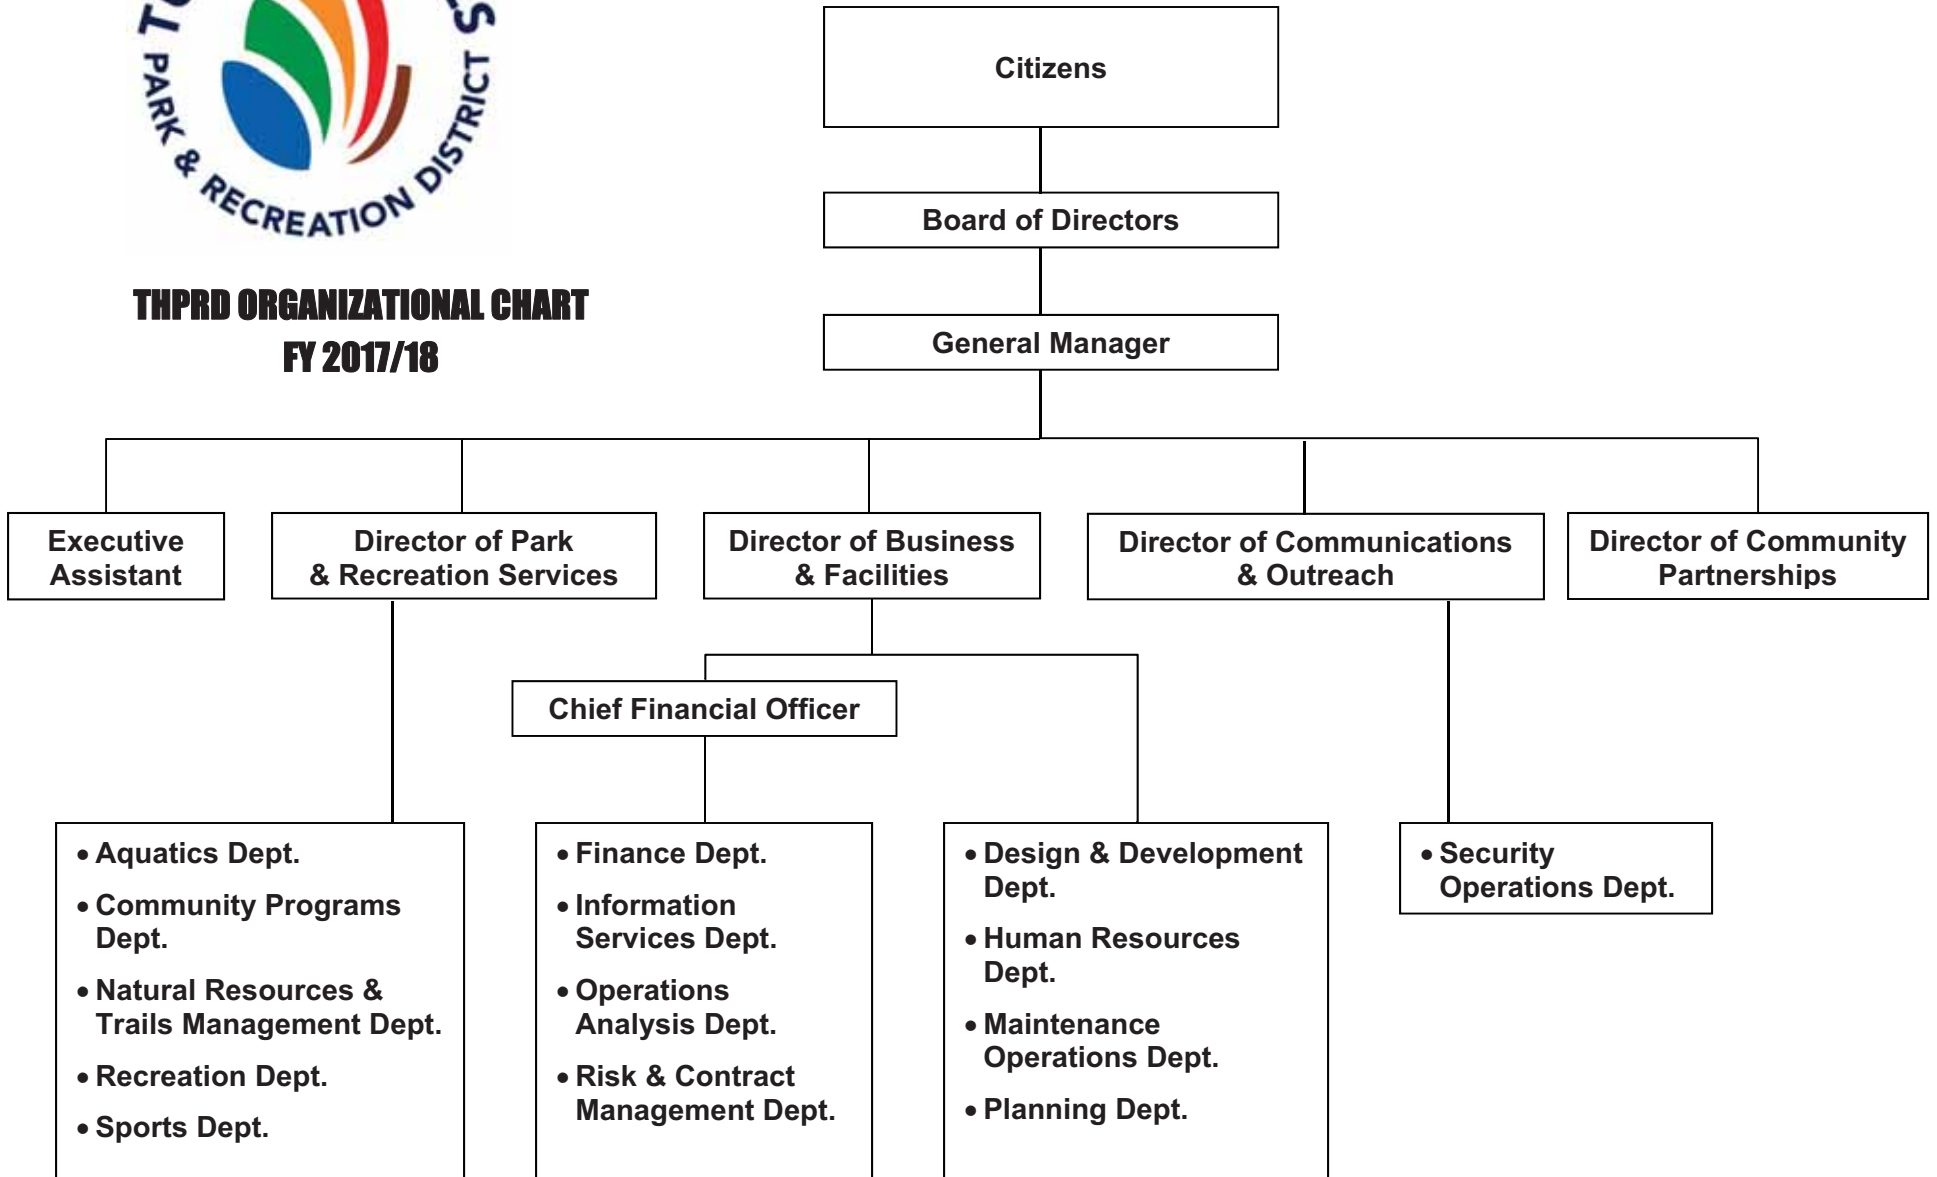 PARK & RECREATION DISTRICT
THPRD ORGANIZATIONAL CHART
FY 2017/18
Citizens
Board of Directors
General Manager
Executive
Assistant
Director of Park
& Recreation Services
Director of Business
& Facilities
Director of Communications
& Outreach
Director of Community
Partnerships
Chief Financial Officer
• Aquatics Dept.
• Community Programs
Dept.
• Natural Resources &
Trails Management Dept.
• Recreation Dept.
• Sports Dept.
• Finance Dept.
• Information
Services Dept.
• Operations
Analysis Dept.
• Risk & Contract
Management Dept.
• Design & Development
Dept.
• Human Resources
Dept.
• Maintenance
Operations Dept.
• Planning Dept.
• Security
Operations Dept.